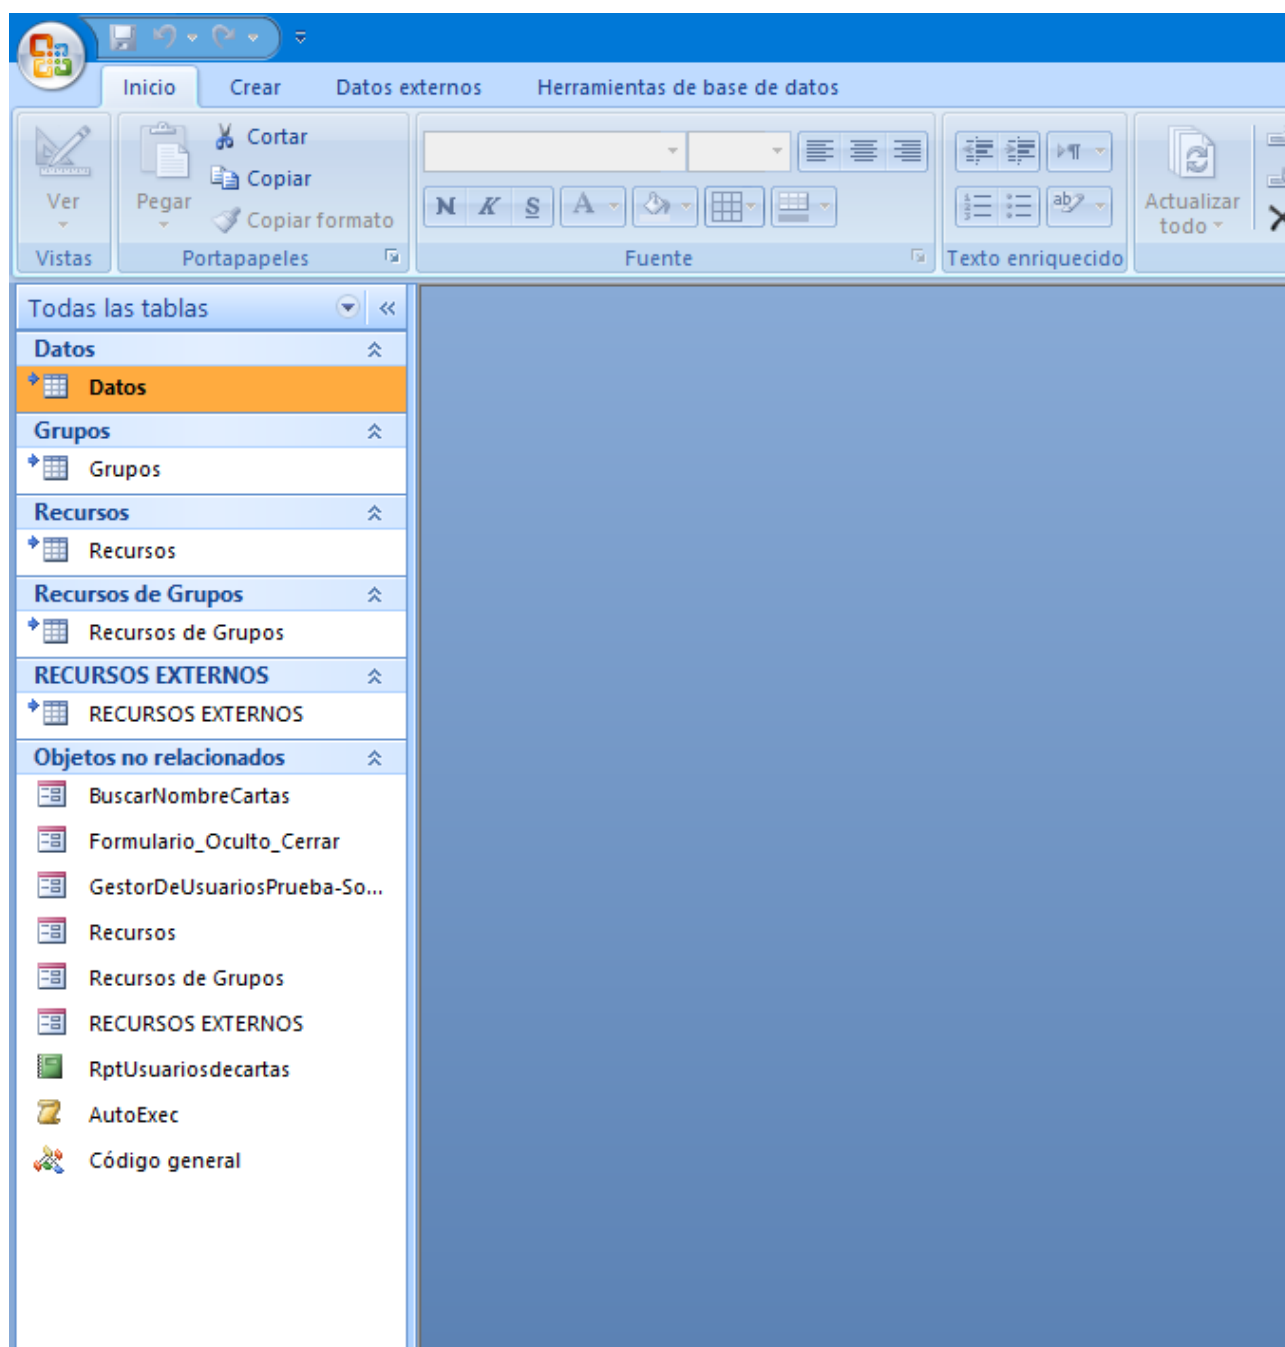 Inicio Crear Datos externos Herramientas de base de datos
Ver
Pegar
Cortar
Copiar
Copiar formato
N K S A
ab
Actualizar todo
Vistas Portapapeles Fuente Texto enriquecido
Todas las tablas
Datos
Datos
Grupos
Grupos
Recursos
Recursos
Recursos de Grupos
Recursos de Grupos
RECURSOS EXTERNOS
RECURSOS EXTERNOS
Objetos no relacionados
BuscarNombreCartas
Formulario_Oculto_Cerrar
GestorDeUsuariosPrueba-So...
Recursos
Recursos de Grupos
RECURSOS EXTERNOS
RptUsuariosdecartas
AutoExec
Código general